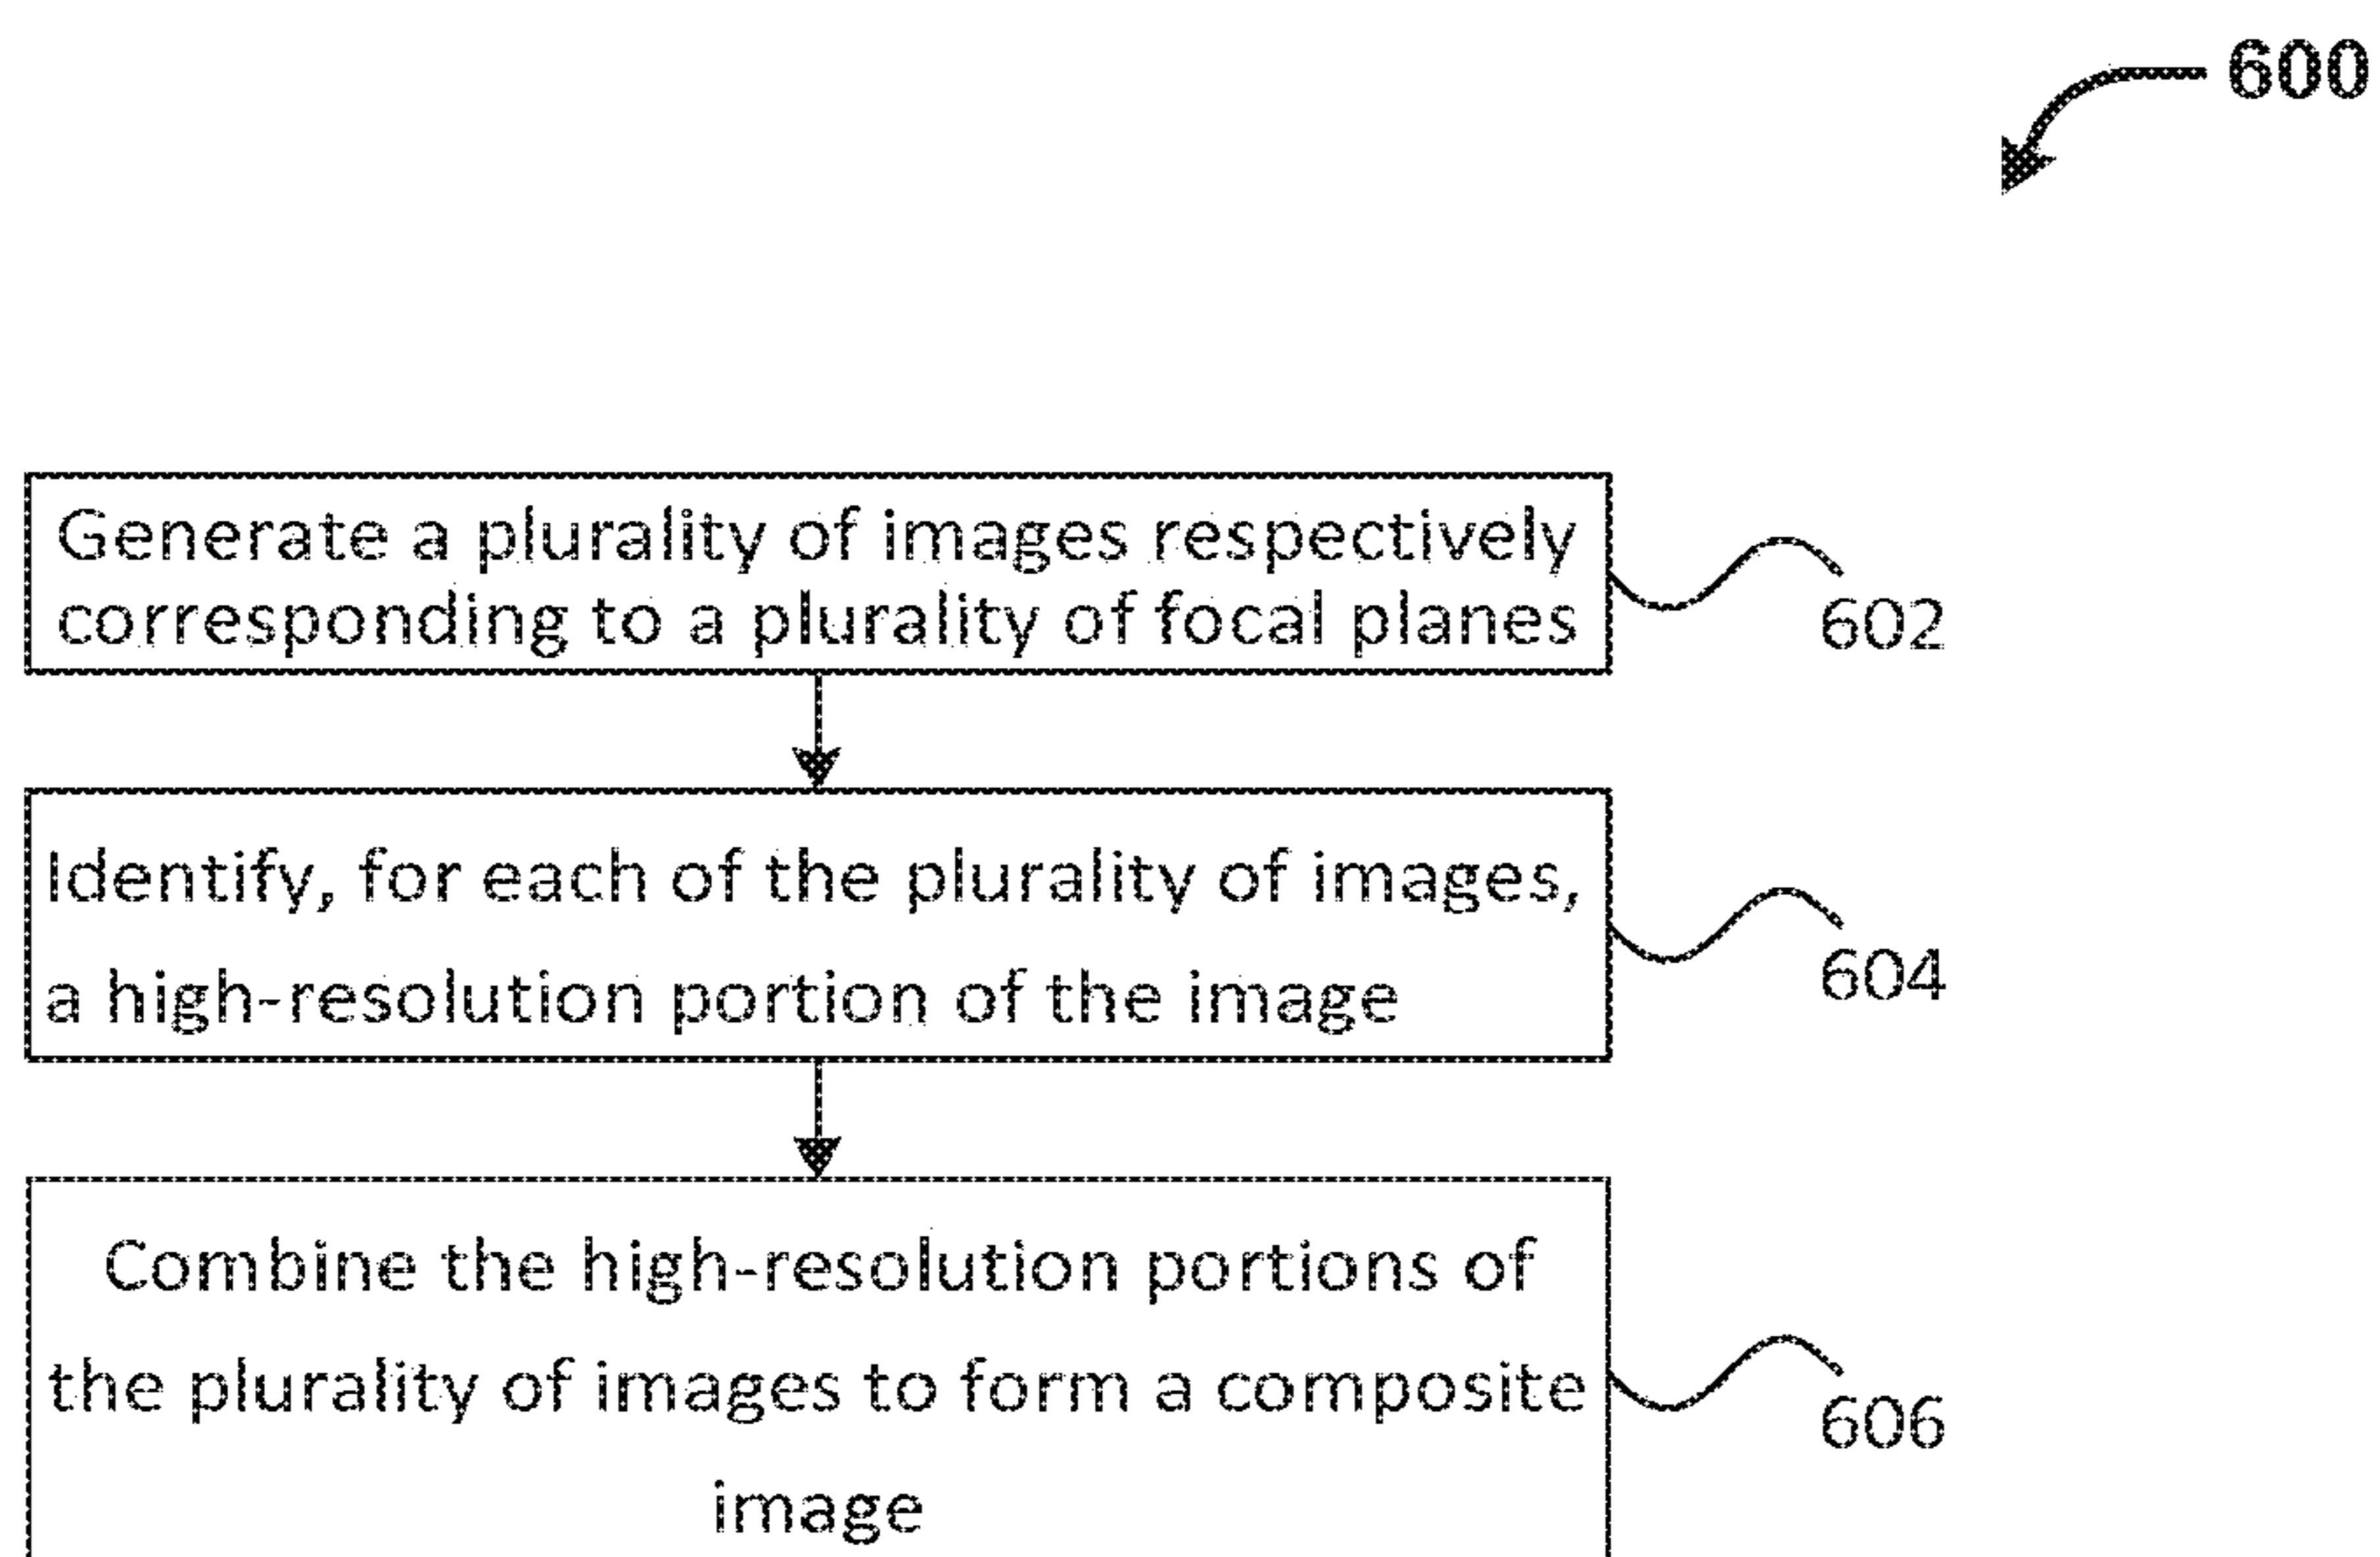 600
Generate a plurality of images respectively
corresponding to a plurality of focal planes
602
Identify, for each of the plurality of images,
a high-resolution portion of the image
604
Combine the high-resolution portions of
the plurality of images to form a composite
image
606